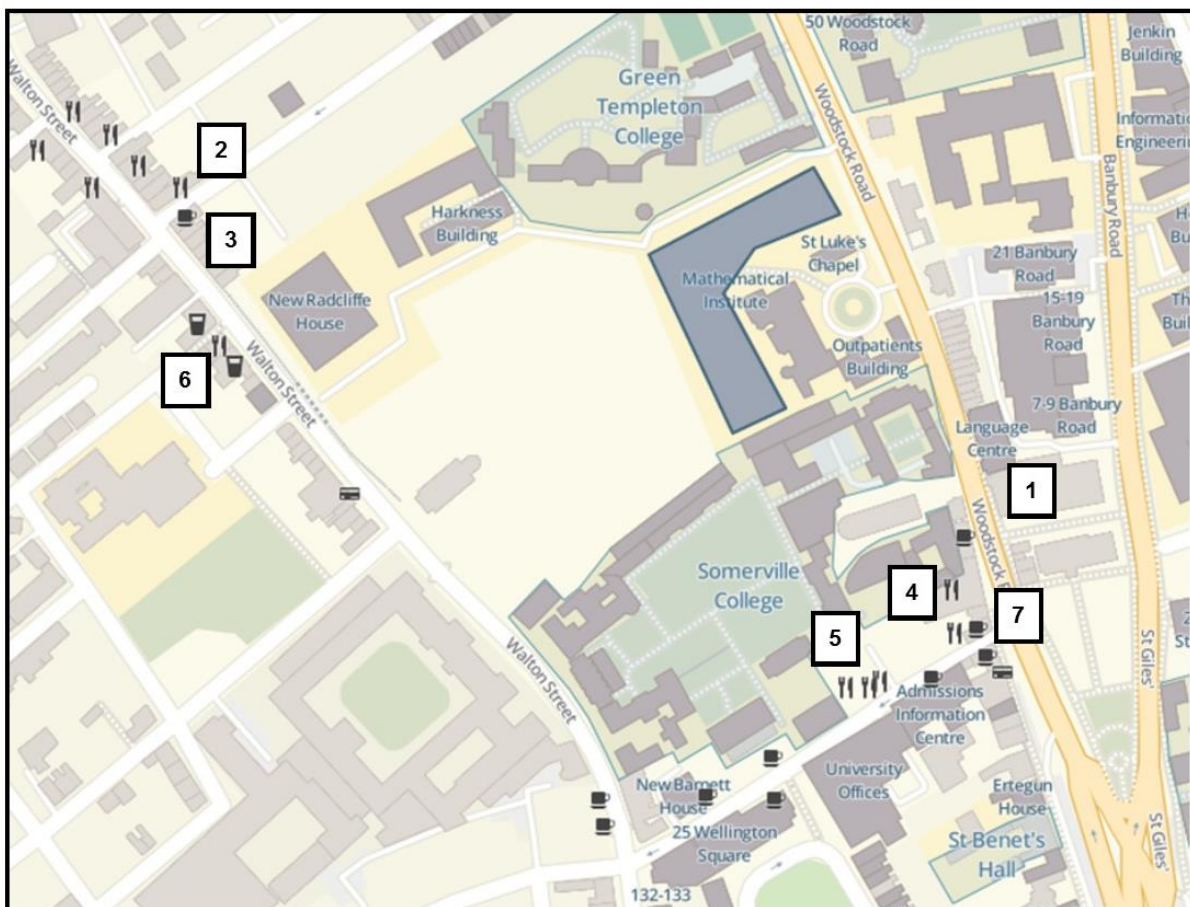 50 Woodstock
Road
Jenkin
Building
Walton Street
Green
Templeton
College
Woodstock Road
Banbury Road
2
3
Harkness
Building
St Luke's
Chapel
21 Banbury
Road
New Radcliffe
House
Mathematical
Institute
15-19
Banbury
Road
Outpatients
Building
6
Walton Street
7-9 Banbury
Road
Language
Centre
1
Somerville
College
4
5
7
Walton Street
St Giles'
Admissions
Information
Centre
New Barnett
House
University
Offices
Ertegun
House
25 Wellington
Square
St Benet's
Hall
St Giles'
132-133